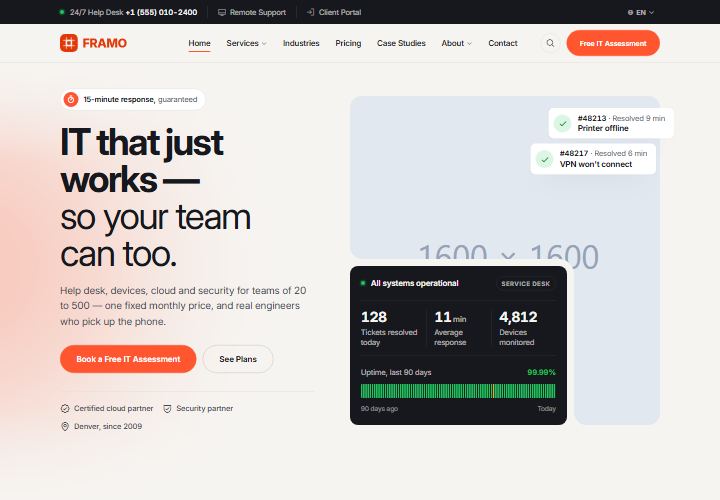 24/7 Help Desk +1 (555) 010-2400
Remote Support
Client Portal
EN
FRAMO
Home
Services
Industries
Pricing
Case Studies
About
Contact
Free IT Assessment
15-minute response, guaranteed
IT that just
works —
so your team
can too.
Help desk, devices, cloud and security for teams of 20
to 500 — one fixed monthly price, and real engineers
who pick up the phone.
Book a Free IT Assessment
See Plans
Certified cloud partner
Security partner
Denver, since 2009
#48213 · Resolved 9 min
Printer offline
#48217 · Resolved 6 min
VPN won't connect
1600 × 1600
All systems operational
SERVICE DESK
128
Tickets resolved
today
11 min
Average
response
4,812
Devices
monitored
Uptime, last 90 days
99.99%
90 days ago
Today